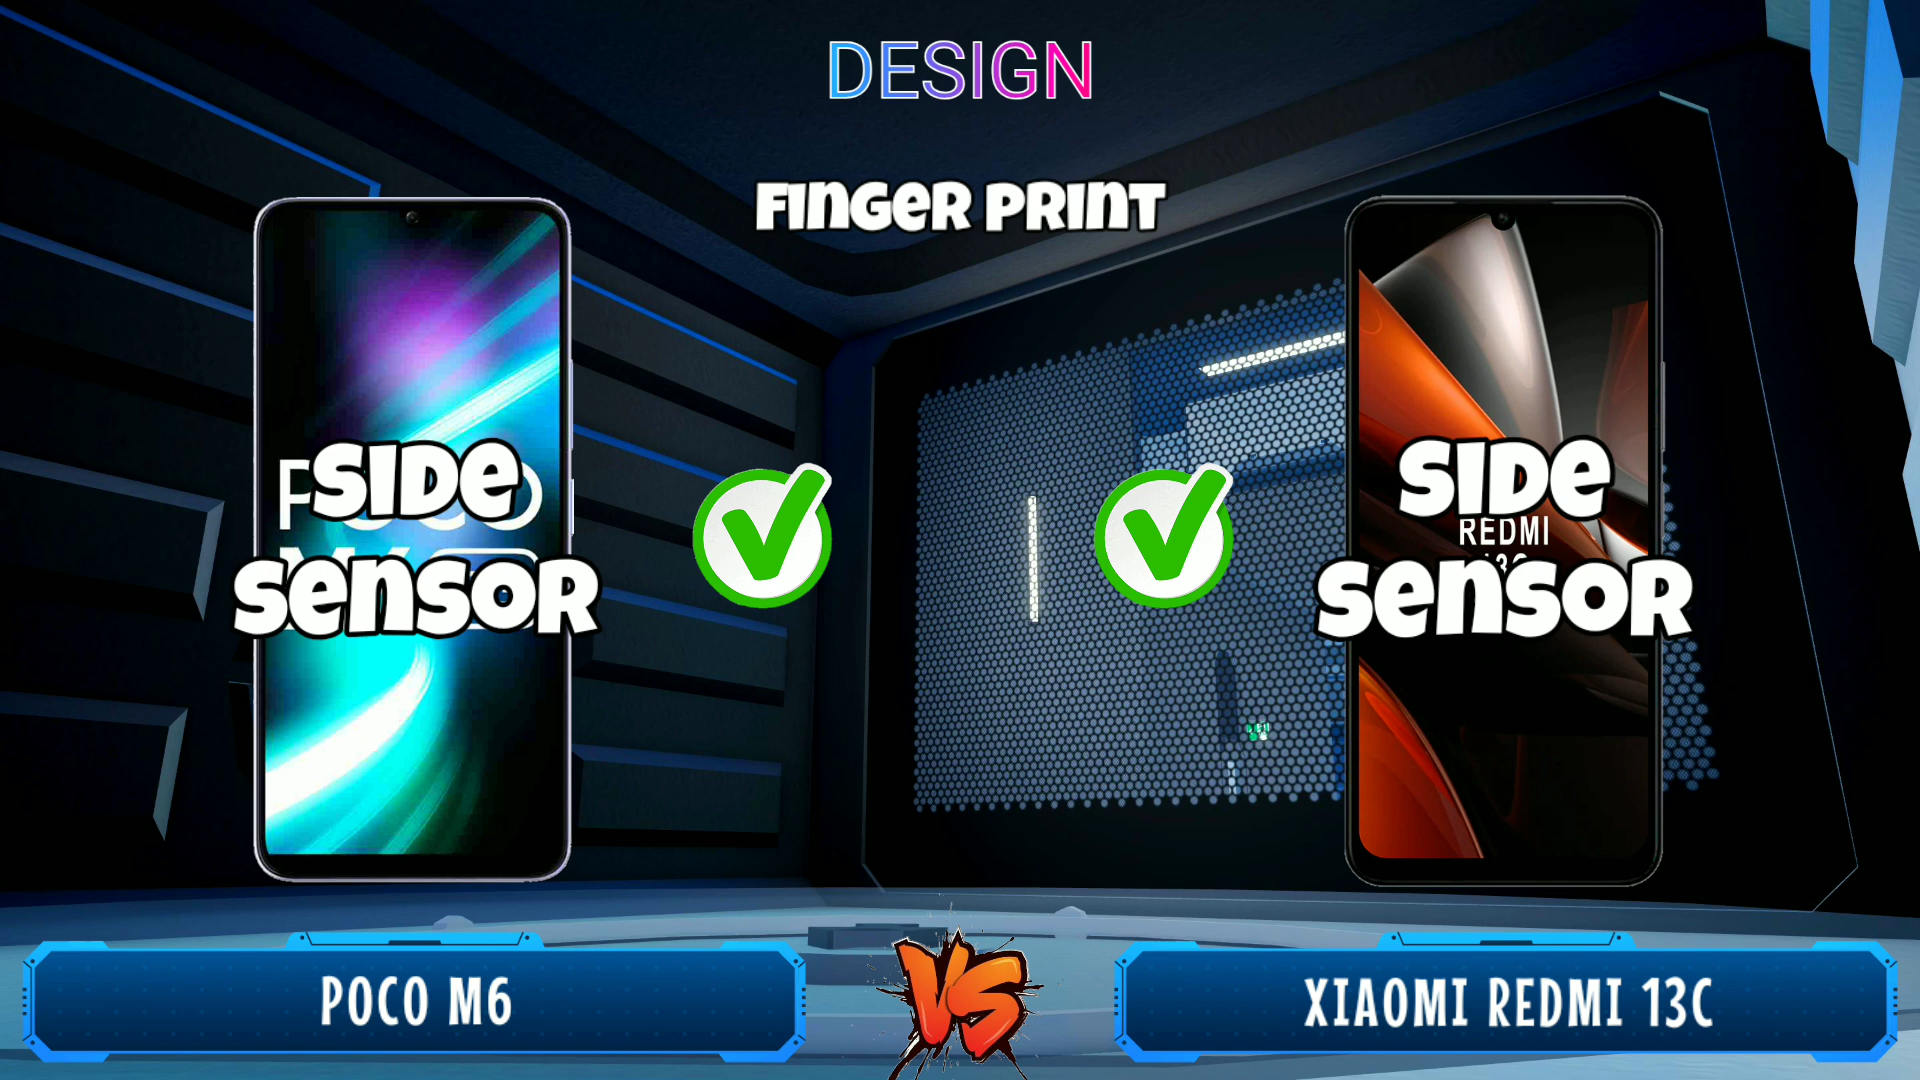 DESIGN
FINGER PRINT
SIDE
SENSOR
SIDE
REDMI
SENSOR
POCO M6
VS
XIAOMI REDMI 13C